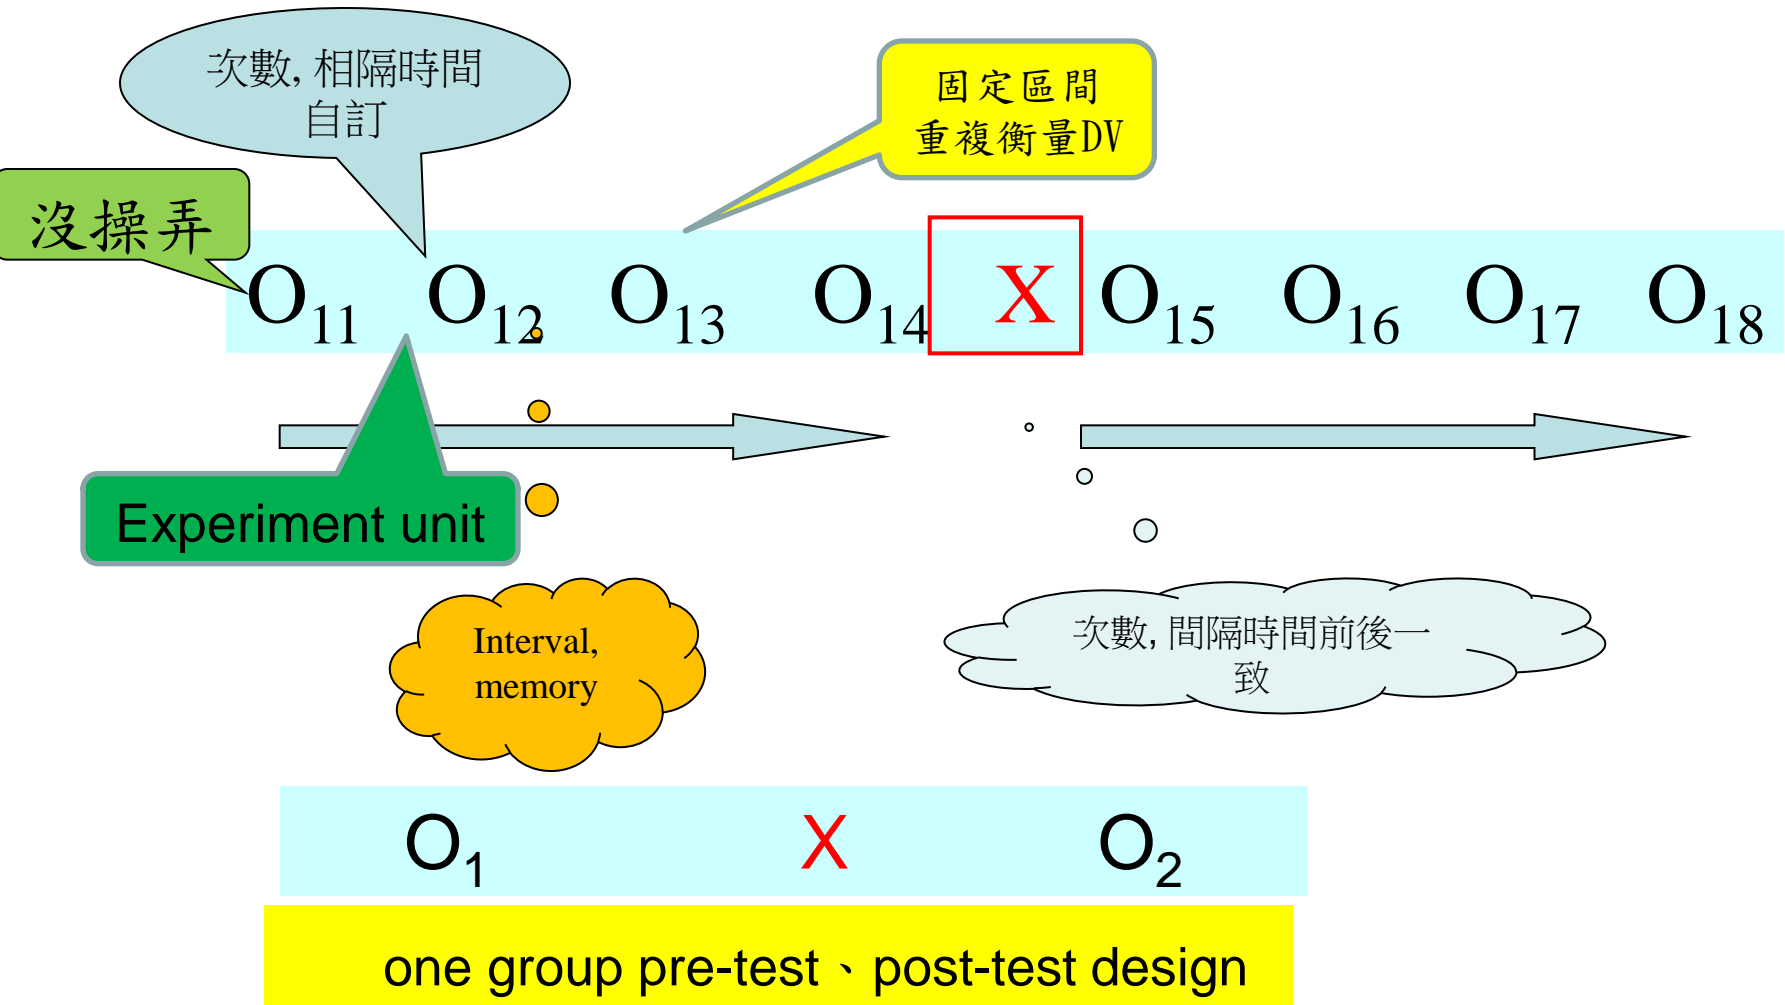 次數, 相隔時間
自訂
固定區間
重複衡量DV
沒操弄
O11 O12 O13 O14 X O15 O16 O17 O18
Experiment unit
Interval,
memory
次數, 間隔時間前後一
致
O1 X O2
one group pre-test、post-test design